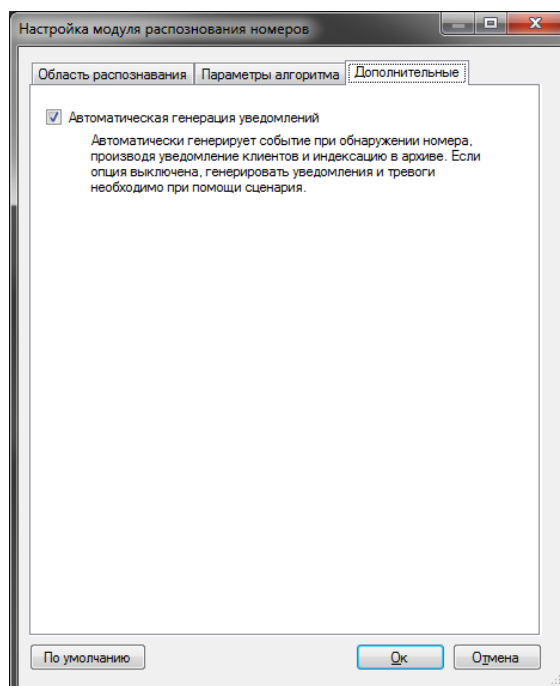 Настройка модуля распознования номеров
Область распознавания Параметры алгоритма Дополнительные
Автоматическая генерация уведомлений
Автоматически генерирует событие при обнаружении номера,
производя уведомление клиентов и индексацию в архиве. Если
опция выключена, генерировать уведомления и тревоги
необходимо при помощи сценария.
По умолчанию Ок Отмена